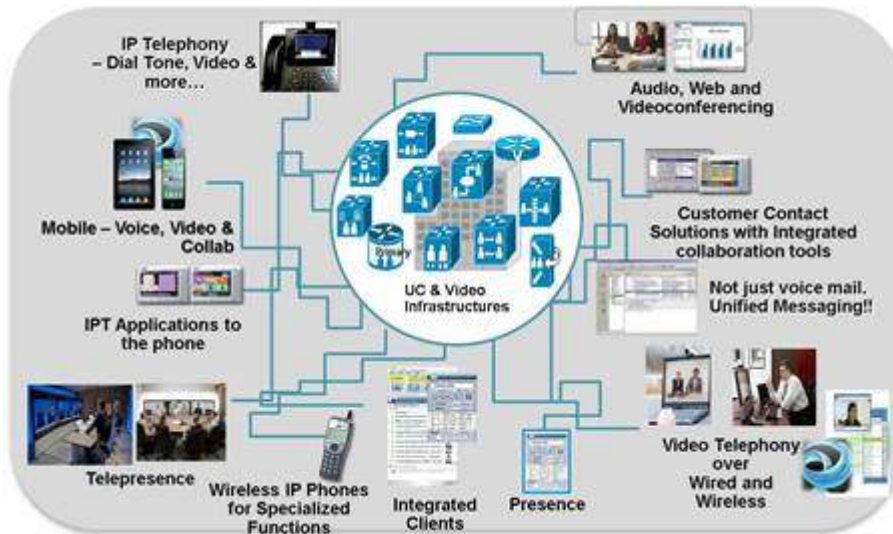 IP Telephony
– Dial Tone, Video &
more…
Audio, Web and
Videoconferencing
Mobile – Voice, Video &
Collab
Primary
UC & Video
Infrastructures
Customer Contact
Solutions with Integrated
collaboration tools
IPT Applications to
the phone
Not just voice mail.
Unified Messaging!!
Telepresence
Wireless IP Phones
for Specialized
Functions
Integrated
Clients
Presence
Video Telephony
over
Wired and
Wireless